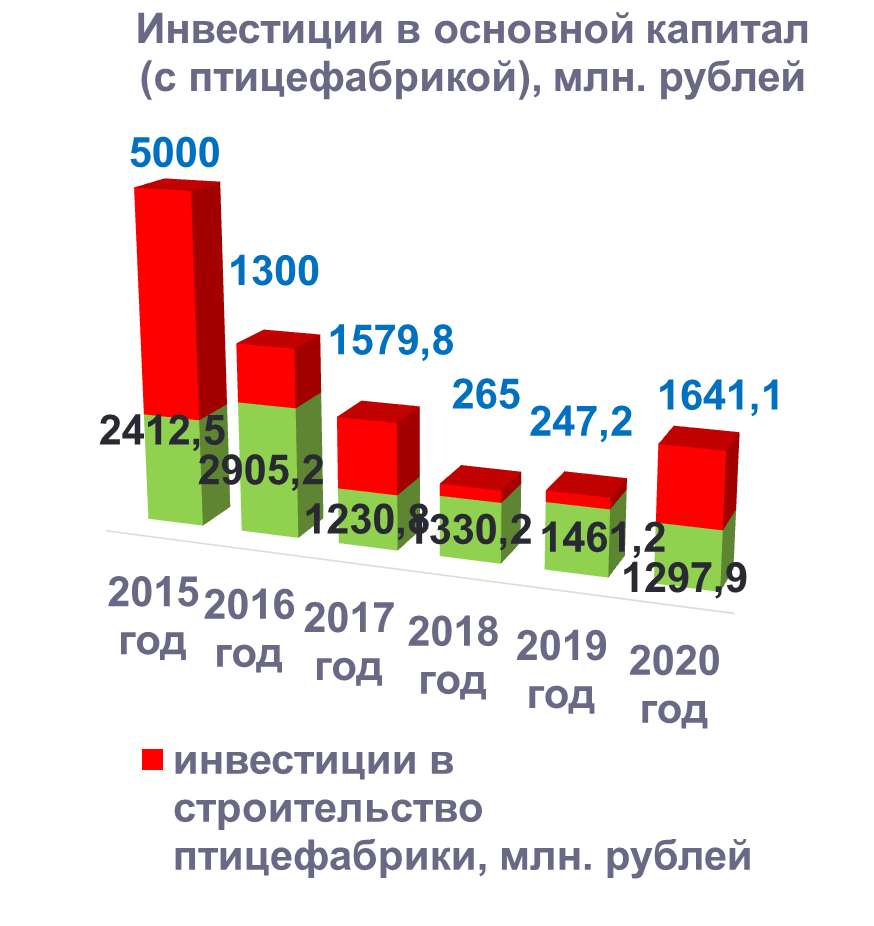 Инвестиции в основной капитал
(с птицефабрикой), млн. рублей
5000
1300
1579,8
265
247,2
1641,1
2412,5
2905,2
1230,8
1330,2
1461,2
1297,9
2015
год
2016
год
2017
год
2018
год
2019
год
2020
год
инвестиции в
строительство
птицефабрики, млн. рублей